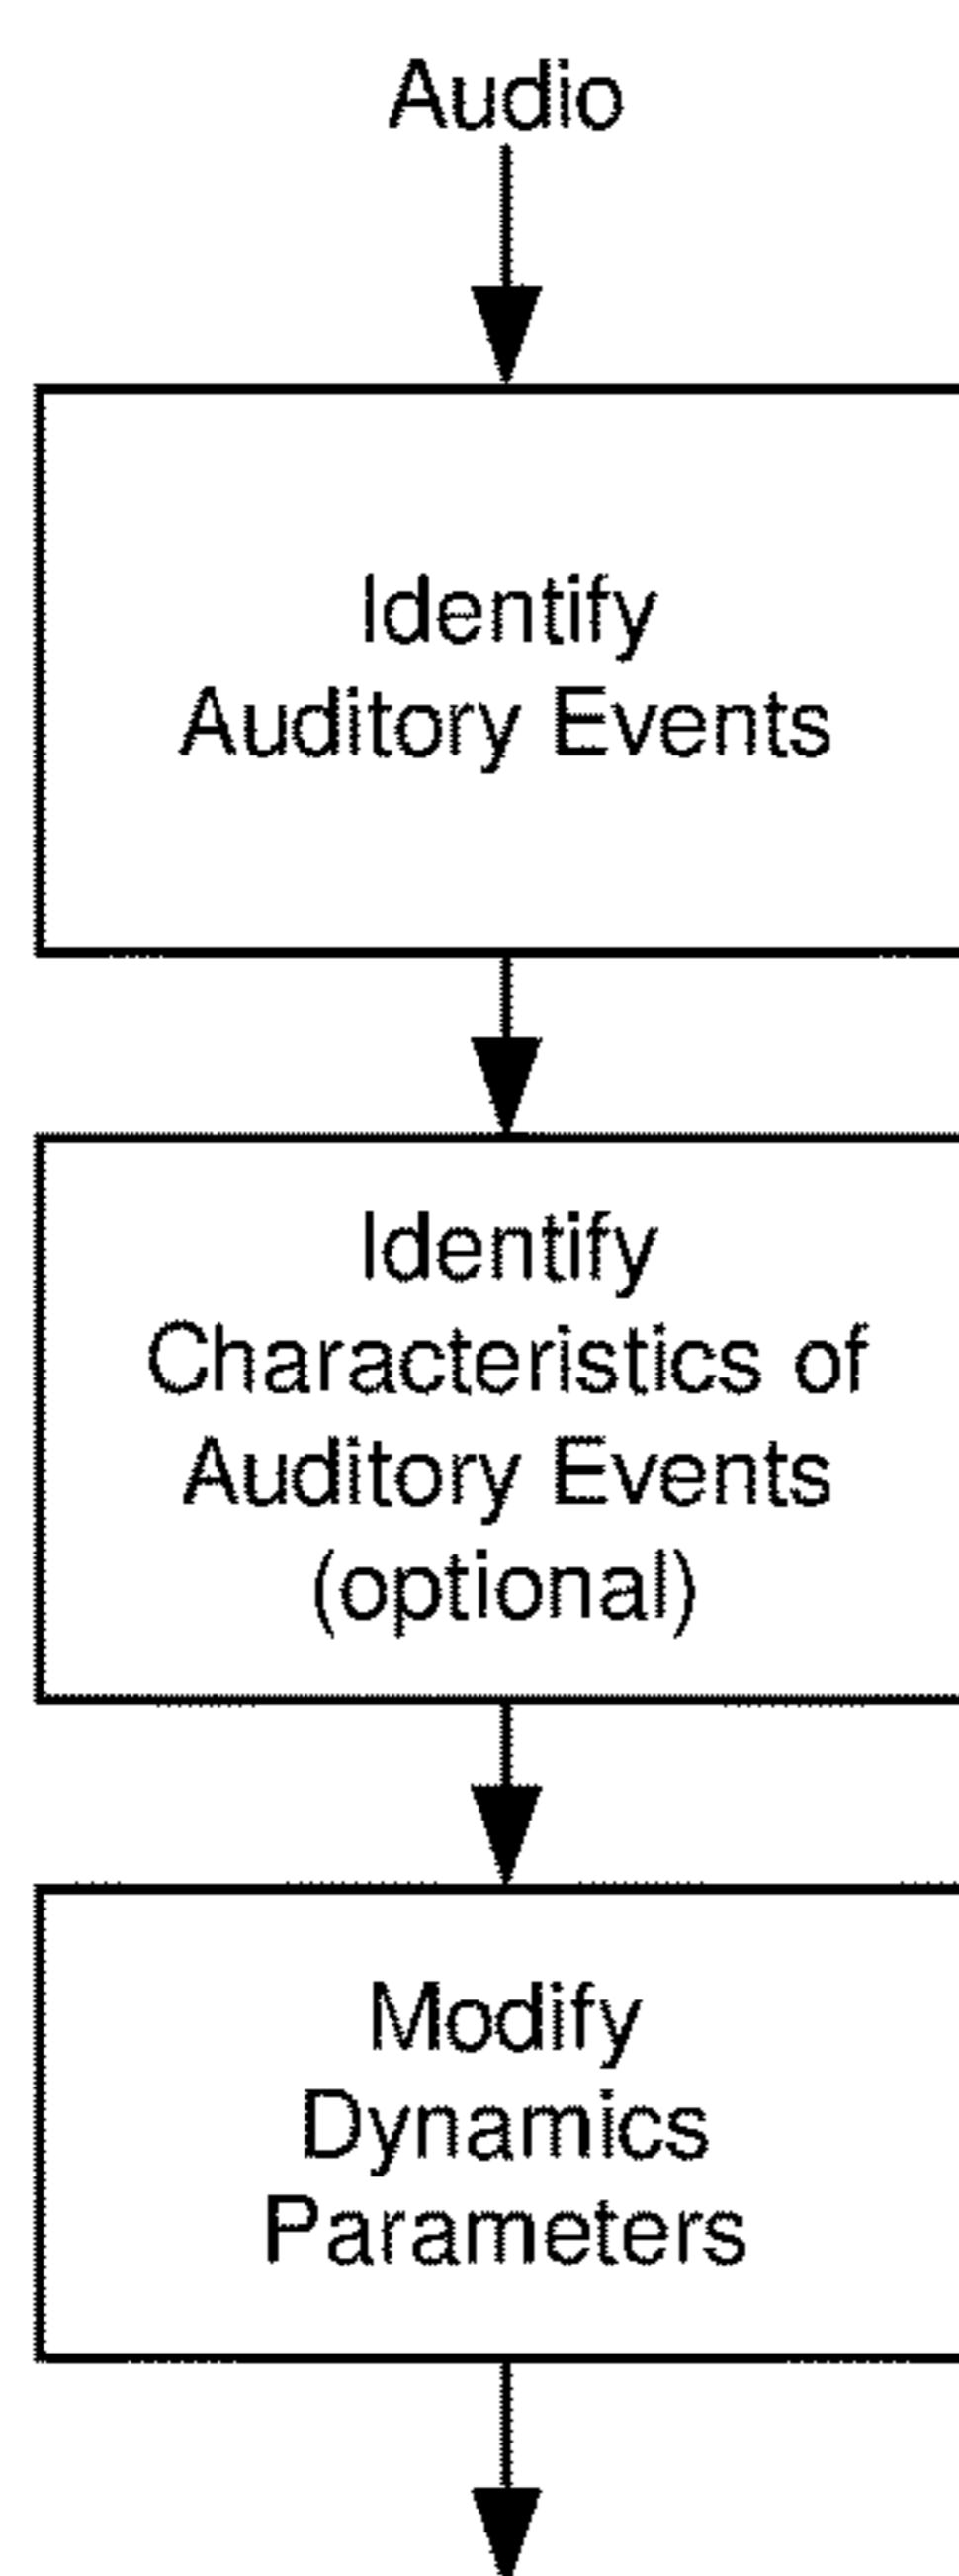 Audio
Identify
Auditory Events
Identify
Characteristics of
Auditory Events
(optional)
Modify
Dynamics
Parameters